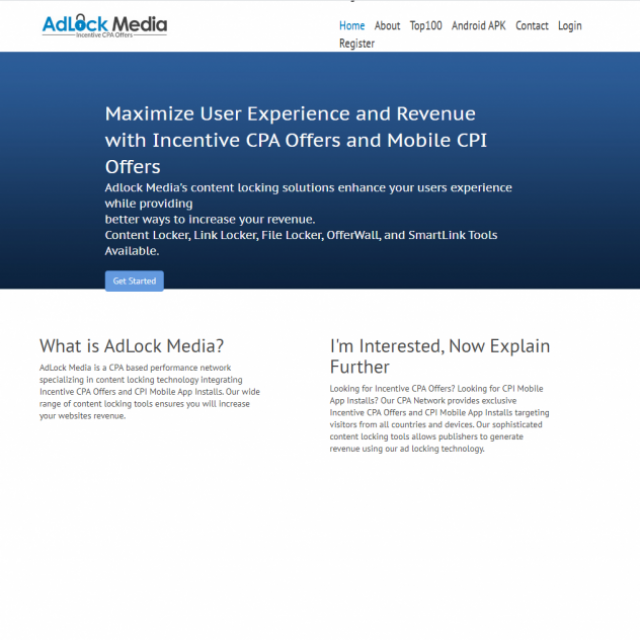 AdLock Media
Incentive CPA Offers
Home About Top100 Android APK Contact Login
Register
Maximize User Experience and Revenue
with Incentive CPA Offers and Mobile CPI
Offers
Adlock Media's content locking solutions enhance your users experience
while providing
better ways to increase your revenue.
Content Locker, Link Locker, File Locker, OfferWall, and SmartLink Tools
Available.
Get Started
What is AdLock Media?
AdLock Media is a CPA based performance network
specializing in content locking technology integrating
Incentive CPA Offers and CPI Mobile App Installs. Our wide
range of content locking tools ensures you will increase
your websites revenue.
I'm Interested, Now Explain
Further
Looking for Incentive CPA Offers? Looking for CPI Mobile
App Installs? Our CPA Network provides exclusive
Incentive CPA Offers and CPI Mobile App Installs targeting
visitors from all countries and devices. Our sophisticated
content locking tools allows publishers to generate
revenue using our ad locking technology.